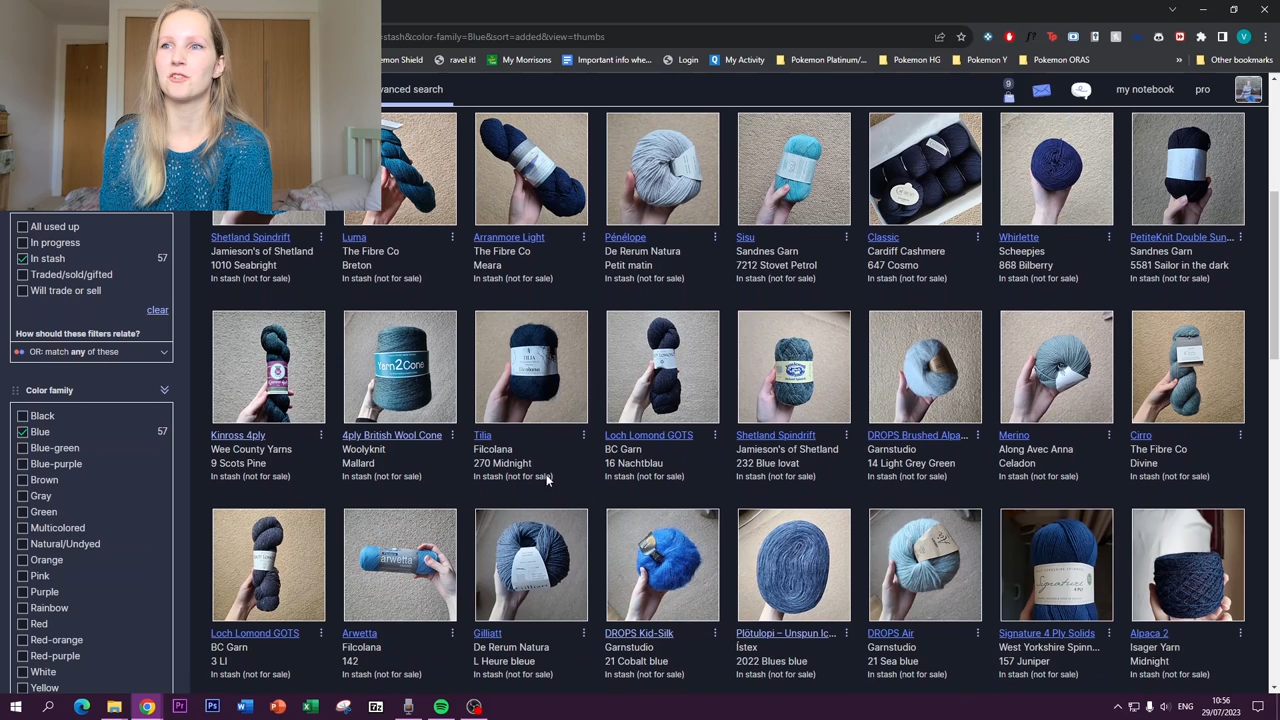 =stash&color-family=Blue&sort=added&view=thumbs
Pokemon Shield
ravel it!
My Morrisons
Important info whe...
Login
My Activity
Pokemon Platinum/...
Pokemon HG
Pokemon Y
Pokemon ORAS
»
Other bookmarks
vanced search
9
my notebook
pro
All used up
In progress
In stash 57
Traded/sold/gifted
Will trade or sell
clear
How should these filters relate?
OR: match any of these
Color family
Black
Blue 57
Blue-green
Blue-purple
Brown
Gray
Green
Multicolored
Natural/Undyed
Orange
Pink
Purple
Rainbow
Red
Red-orange
Red-purple
White
Yellow
Shetland Spindrift
Jamieson's of Shetland
1010 Seabright
In stash (not for sale)
Luma
The Fibre Co
Breton
In stash (not for sale)
Arranmore Light
The Fibre Co
Meara
In stash (not for sale)
Pénélope
De Rerum Natura
Petit matin
In stash (not for sale)
Sisu
Sandnes Garn
7212 Stovet Petrol
In stash (not for sale)
Classic
Cardiff Cashmere
647 Cosmo
In stash (not for sale)
Whirlette
Scheepjes
868 Bilberry
In stash (not for sale)
PetiteKnit Double Sun...
Sandnes Garn
5581 Sailor in the dark
In stash (not for sale)
Kinross 4ply
Wee County Yarns
9 Scots Pine
In stash (not for sale)
Yarn2Cone
4ply British Wool Cone
Woolyknit
Mallard
In stash (not for sale)
TILIA
Filcolana
Tilia
Filcolana
270 Midnight
In stash (not for sale)
Loch Lomond GOTS
BC Garn
16 Nachtblau
In stash (not for sale)
Shetland Spindrift
Jamieson's of Shetland
232 Blue lovat
In stash (not for sale)
DROPS Brushed Alpa...
Garnstudio
14 Light Grey Green
In stash (not for sale)
Merino
Along Avec Anna
Celadon
In stash (not for sale)
Cirro
The Fibre Co
Divine
In stash (not for sale)
Loch Lomond GOTS
BC Garn
3 LI
In stash (not for sale)
arwetta
Arwetta
Filcolana
142
In stash (not for sale)
Gilliatt
De Rerum Natura
L Heure bleue
In stash (not for sale)
DROPS Kid-Silk
Garnstudio
21 Cobalt blue
In stash (not for sale)
Plötulopi – Unspun Ic...
Ístex
2022 Blues blue
In stash (not for sale)
DROPS Air
Garnstudio
21 Sea blue
In stash (not for sale)
Signature
4 PLY
Signature 4 Ply Solids
West Yorkshire Spinn...
157 Juniper
In stash (not for sale)
Alpaca 2
Isager Yarn
Midnight
In stash (not for sale)
ENG
10:56
29/07/2023